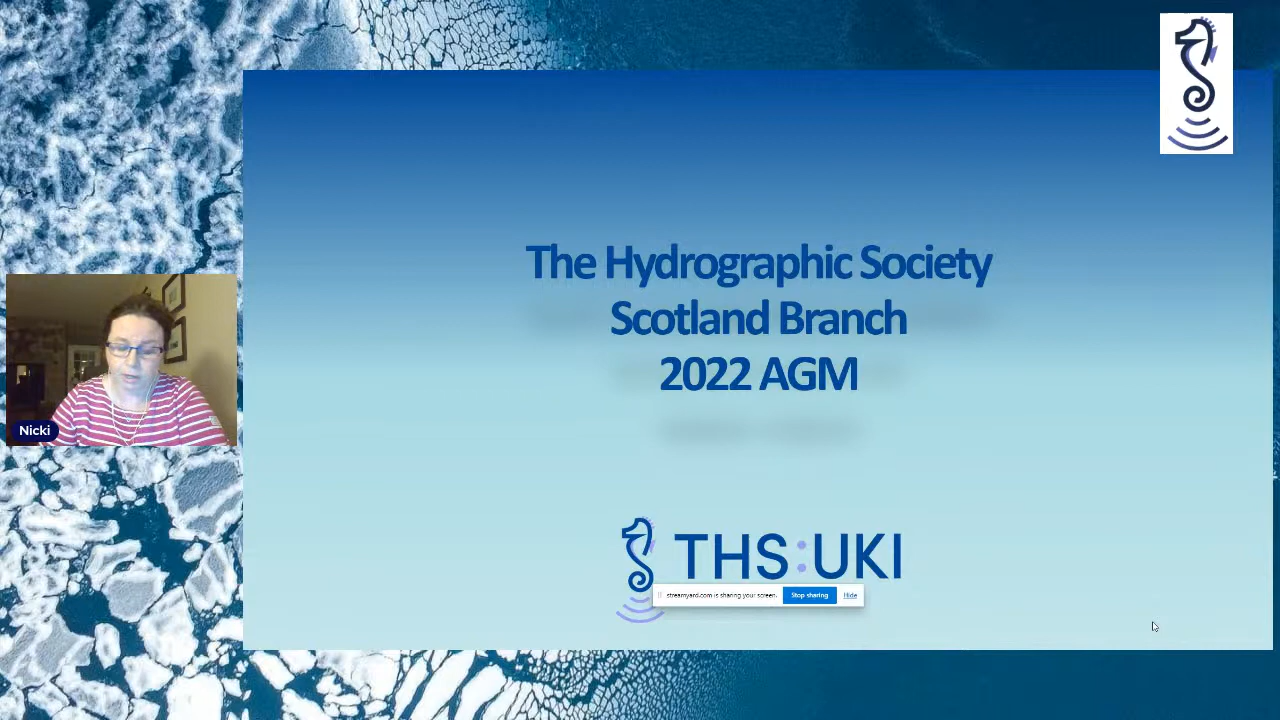 The Hydrographic Society
Scotland Branch
2022 AGM
Nicki
THS:UKI
streamyard.com is sharing your screen.
Stop sharing
Hide